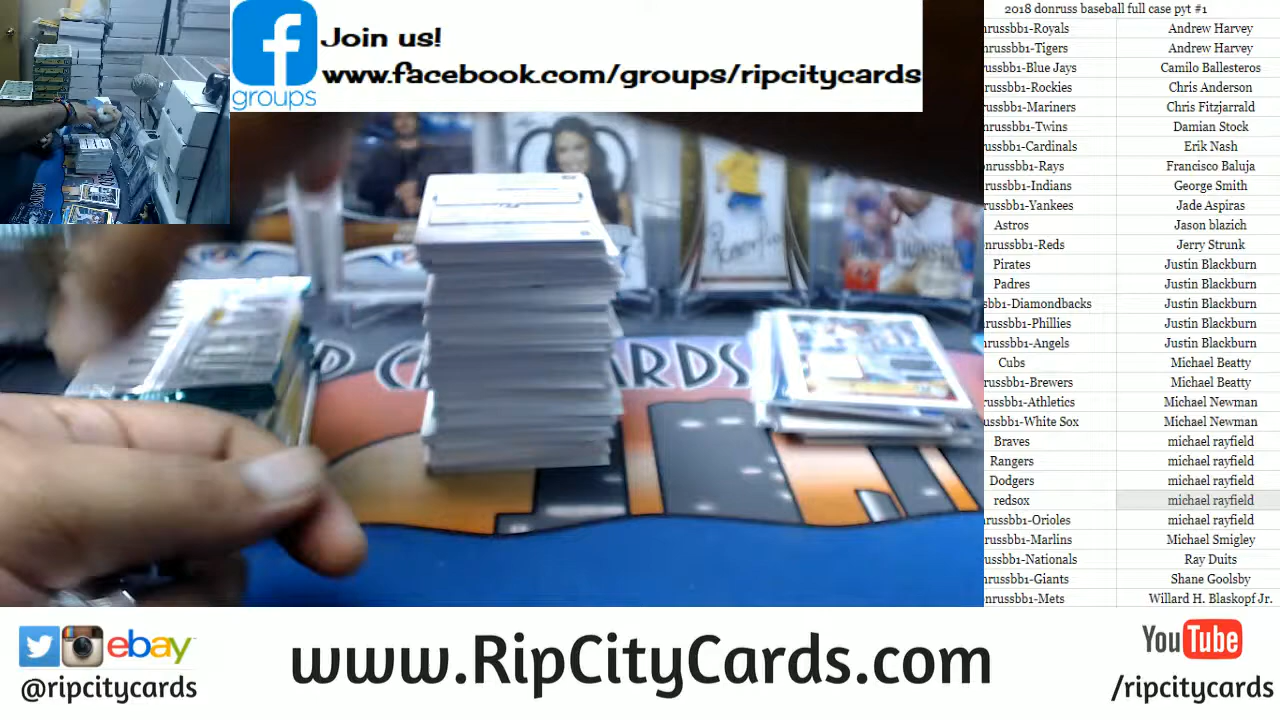 Join us!
www.facebook.com/groups/ripcitycards
groups
2018 donruss baseball full case pyt #1
nrussbb1-Royals Andrew Harvey
nrussbb1-Tigers Andrew Harvey
russbb1-Blue Jays Camilo Ballesteros
russbb1-Rockies Chris Anderson
nrussbb1-Mariners Chris Fitzjarrald
nrussbb1-Twins Damian Stock
russbb1-Cardinals Erik Nash
nrussbb1-Rays Francisco Baluja
nrussbb1-Indians George Smith
russbb1-Yankees Jade Aspiras
Astros Jason blazich
onrussbb1-Reds Jerry Strunk
Pirates Justin Blackburn
Padres Justin Blackburn
sbb1-Diamondbacks Justin Blackburn
nrussbb1-Phillies Justin Blackburn
nrussbb1-Angels Justin Blackburn
Cubs Michael Beatty
russbb1-Brewers Michael Beatty
russbb1-Athletics Michael Newman
russbb1-White Sox Michael Newman
Braves michael rayfield
Rangers michael rayfield
Dodgers michael rayfield
redsox michael rayfield
nrussbb1-Orioles michael rayfield
russbb1-Marlins Michael Smigley
russbb1-Nationals Ray Duits
nrussbb1-Giants Shane Goolsby
onrussbb1-Mets Willard H. Blaskopf Jr.
ebay
@ripcitycards
www.RipCityCards.com
YouTube
/ripcitycards